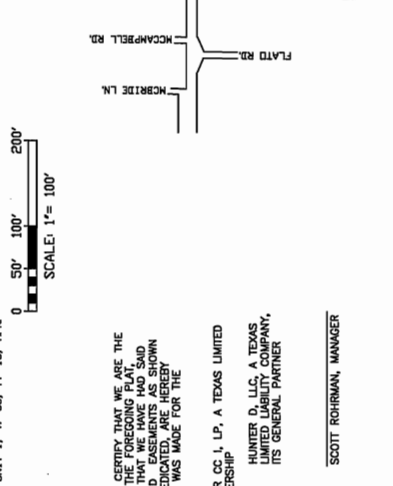 MCCAMPBELL RD.
FLATO RD.
MCBRIDE LN.
0 50' 100' 200'
SCALE: 1"= 100'
CERTIFY THAT WE ARE THE
THE FOREGOING PLAT,
THAT WE HAVE HAD SAID
D EASEMENTS AS SHOWN
EDICATED, ARE HEREBY
WAS MADE FOR THE
R CC I, LP, A TEXAS LIMITED
ERSHIP
HUNTER D, LLC, A TEXAS
LIMITED LIABILITY COMPANY,
ITS GENERAL PARTNER
SCOTT ROHRMAN, MANAGER